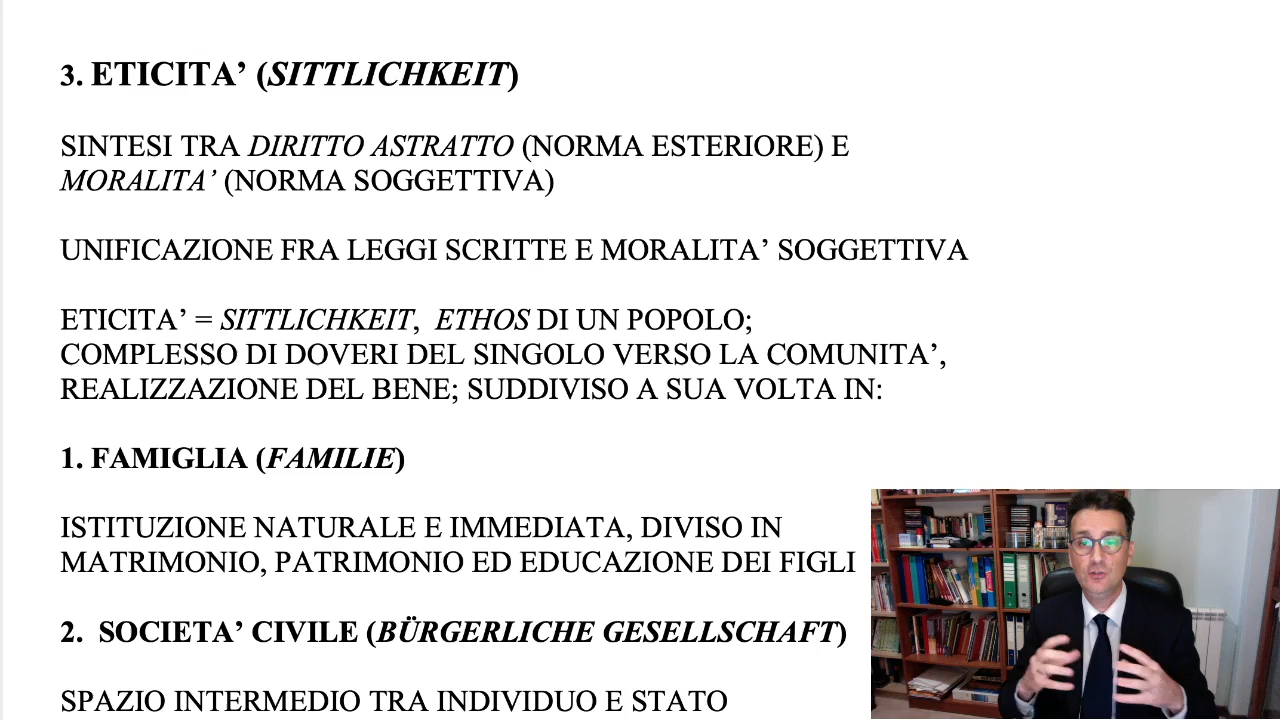 3. ETICITA’ (SITTLICHKEIT)
SINTESI TRA DIRITTO ASTRATTO (NORMA ESTERIORE) E
MORALITA’ (NORMA SOGGETTIVA)
UNIFICAZIONE FRA LEGGI SCRITTE E MORALITA’ SOGGETTIVA
ETICITA’ = SITTLICHKEIT, ETHOS DI UN POPOLO;
COMPLESSO DI DOVERI DEL SINGOLO VERSO LA COMUNITA’,
REALIZZAZIONE DEL BENE; SUDDIVISO A SUA VOLTA IN:
1. FAMIGLIA (FAMILIE)
ISTITUZIONE NATURALE E IMMEDIATA, DIVISO IN
MATRIMONIO, PATRIMONIO ED EDUCAZIONE DEI FIGLI
2. SOCIETA’ CIVILE (BÜRGERLICHE GESELLSCHAFT)
SPAZIO INTERMEDIO TRA INDIVIDUO E STATO